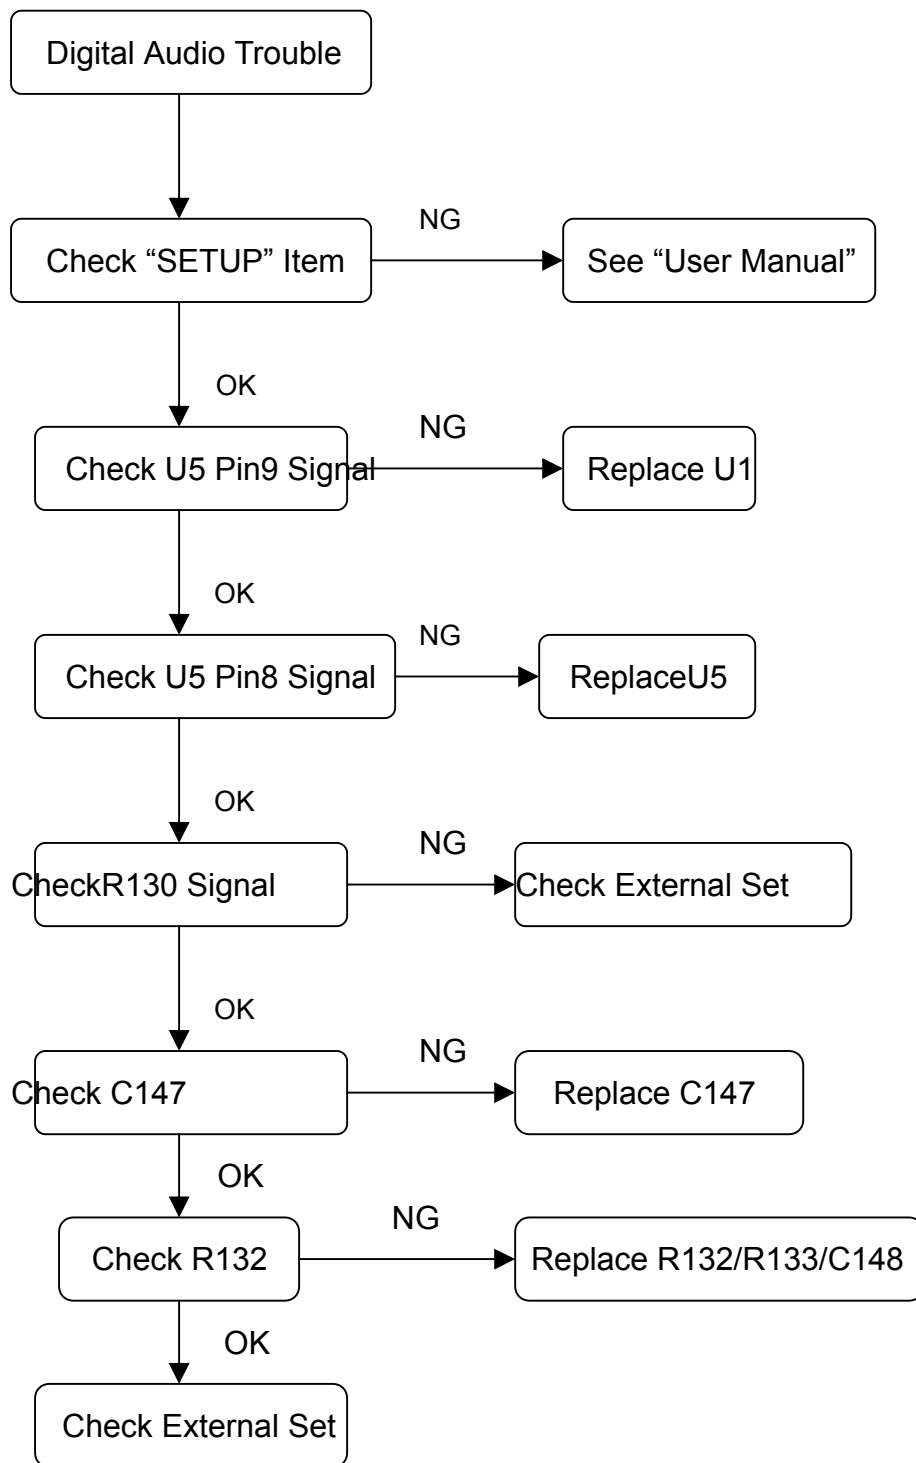 Digital Audio Trouble
NG
Check “SETUP” Item
See “User Manual”
OK
NG
Check U5 Pin9 Signal
Replace U1
OK
NG
Check U5 Pin8 Signal
ReplaceU5
OK
NG
CheckR130 Signal
Check External Set
OK
NG
Check C147
Replace C147
OK
NG
Check R132
Replace R132/R133/C148
OK
Check External Set